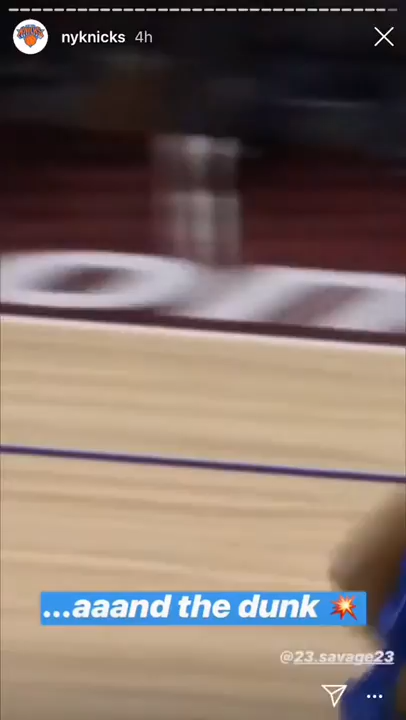 nyknicks 4h
...aaand the dunk 💥
@23.savage23